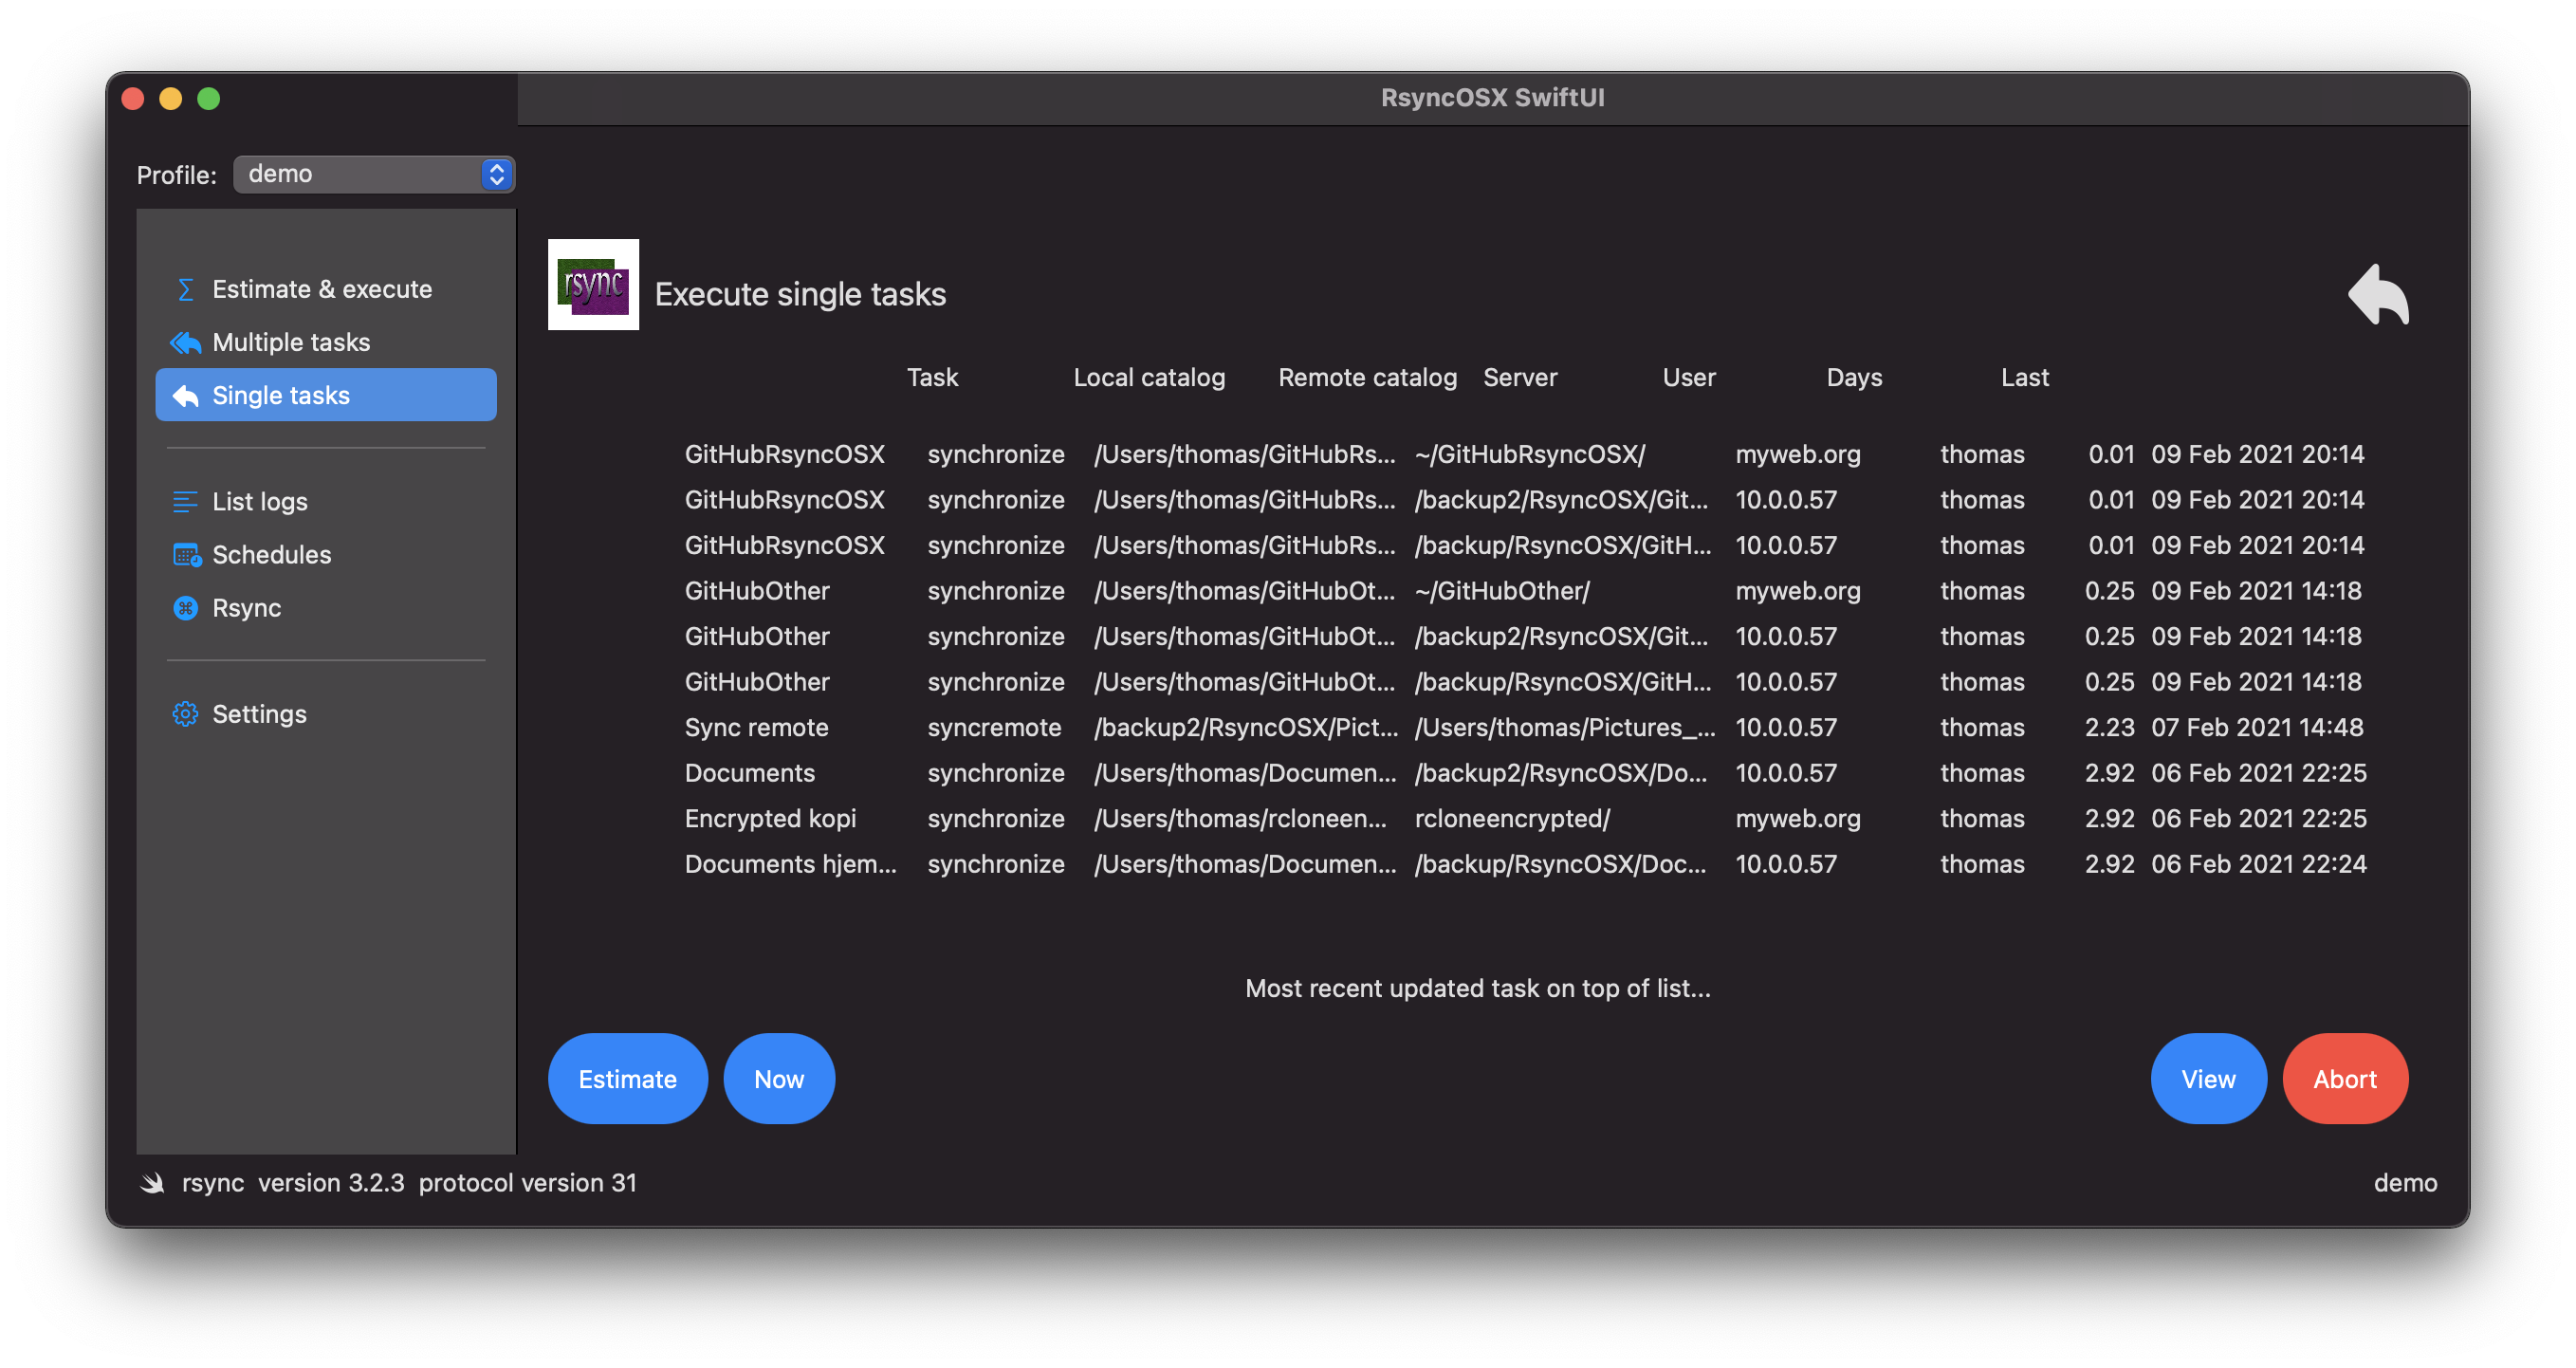 RsyncOSX SwiftUI
Profile: demo
Estimate & execute
Multiple tasks
Single tasks
List logs
Schedules
Rsync
Settings
rsync
Execute single tasks
Task Local catalog Remote catalog Server User Days Last
GitHubRsyncOSX synchronize /Users/thomas/GitHubRs... ~/GitHubRsyncOSX/ myweb.org thomas 0.01 09 Feb 2021 20:14
GitHubRsyncOSX synchronize /Users/thomas/GitHubRs... /backup2/RsyncOSX/Git... 10.0.0.57 thomas 0.01 09 Feb 2021 20:14
GitHubRsyncOSX synchronize /Users/thomas/GitHubRs... /backup/RsyncOSX/GitH... 10.0.0.57 thomas 0.01 09 Feb 2021 20:14
GitHubOther synchronize /Users/thomas/GitHubOt... ~/GitHubOther/ myweb.org thomas 0.25 09 Feb 2021 14:18
GitHubOther synchronize /Users/thomas/GitHubOt... /backup2/RsyncOSX/Git... 10.0.0.57 thomas 0.25 09 Feb 2021 14:18
GitHubOther synchronize /Users/thomas/GitHubOt... /backup/RsyncOSX/GitH... 10.0.0.57 thomas 0.25 09 Feb 2021 14:18
Sync remote syncremote /backup2/RsyncOSX/Pict... /Users/thomas/Pictures_... 10.0.0.57 thomas 2.23 07 Feb 2021 14:48
Documents synchronize /Users/thomas/Documen... /backup2/RsyncOSX/Do... 10.0.0.57 thomas 2.92 06 Feb 2021 22:25
Encrypted kopi synchronize /Users/thomas/rcloneen... rcloneencrypted/ myweb.org thomas 2.92 06 Feb 2021 22:25
Documents hjem... synchronize /Users/thomas/Documen... /backup/RsyncOSX/Doc... 10.0.0.57 thomas 2.92 06 Feb 2021 22:24
Most recent updated task on top of list...
Estimate Now View Abort
rsync version 3.2.3 protocol version 31 demo